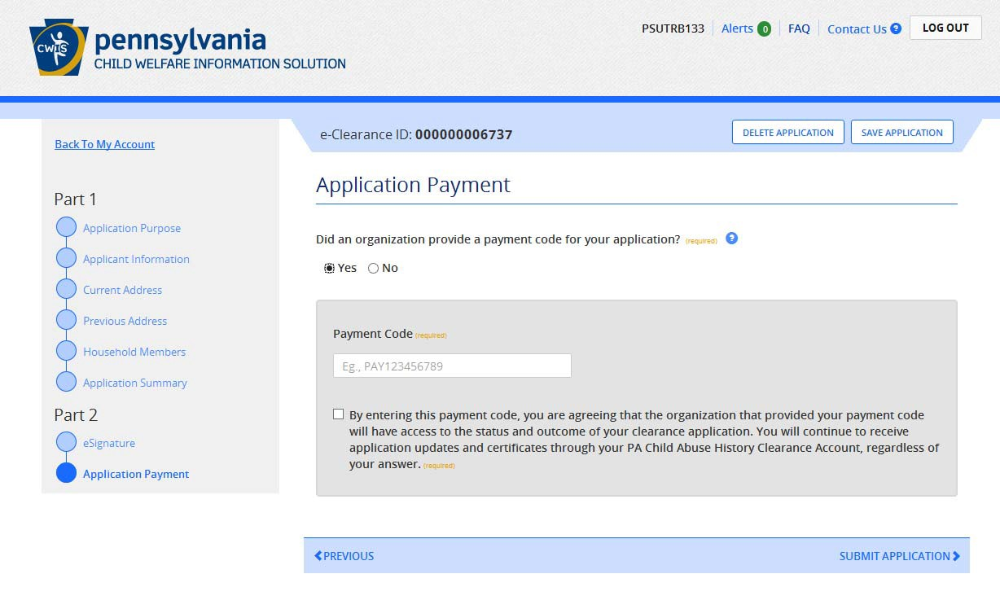 CWIS
pennsylvania
CHILD WELFARE INFORMATION SOLUTION
PSUTRB133
Alerts 0
FAQ
Contact Us ?
LOG OUT
Back To My Account
e-Clearance ID: 000000006737
DELETE APPLICATION
SAVE APPLICATION
Part 1
Application Purpose
Applicant Information
Current Address
Previous Address
Household Members
Application Summary
Part 2
eSignature
Application Payment
Application Payment
Did an organization provide a payment code for your application? (required) ?
Yes No
Payment Code (required)
Eg., PAY123456789
By entering this payment code, you are agreeing that the organization that provided your payment code
will have access to the status and outcome of your clearance application. You will continue to receive
application updates and certificates through your PA Child Abuse History Clearance Account, regardless of
your answer. (required)
PREVIOUS
SUBMIT APPLICATION